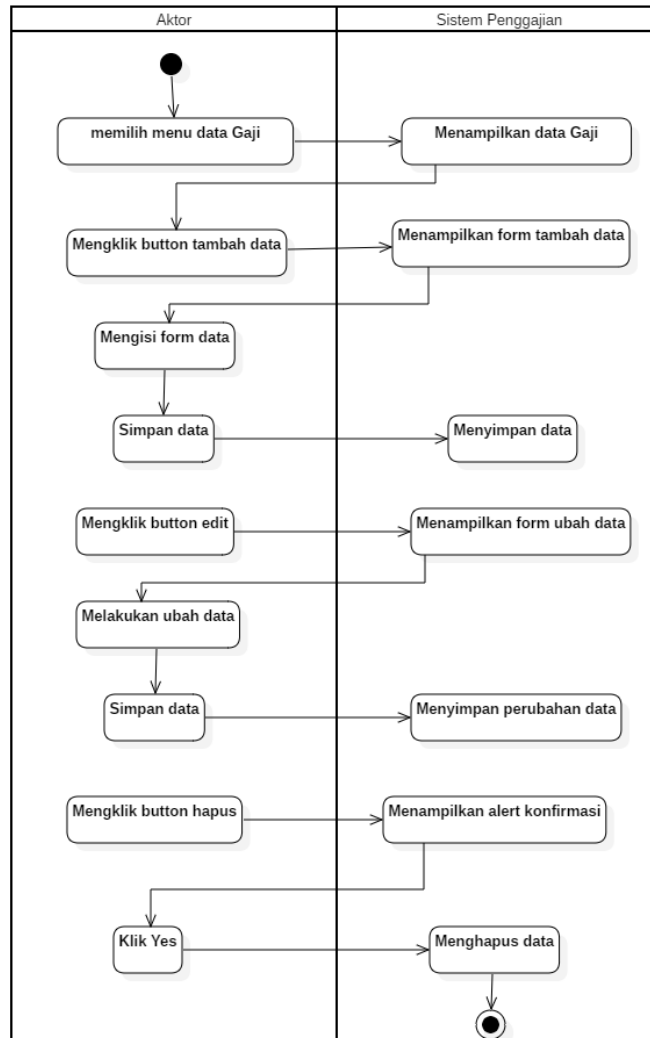 Aktor
Sistem Penggajian
memilih menu data Gaji
Menampilkan data Gaji
Mengklik button tambah data
Menampilkan form tambah data
Mengisi form data
Simpan data
Menyimpan data
Mengklik button edit
Menampilkan form ubah data
Melakukan ubah data
Simpan data
Menyimpan perubahan data
Mengklik button hapus
Menampilkan alert konfirmasi
Klik Yes
Menghapus data